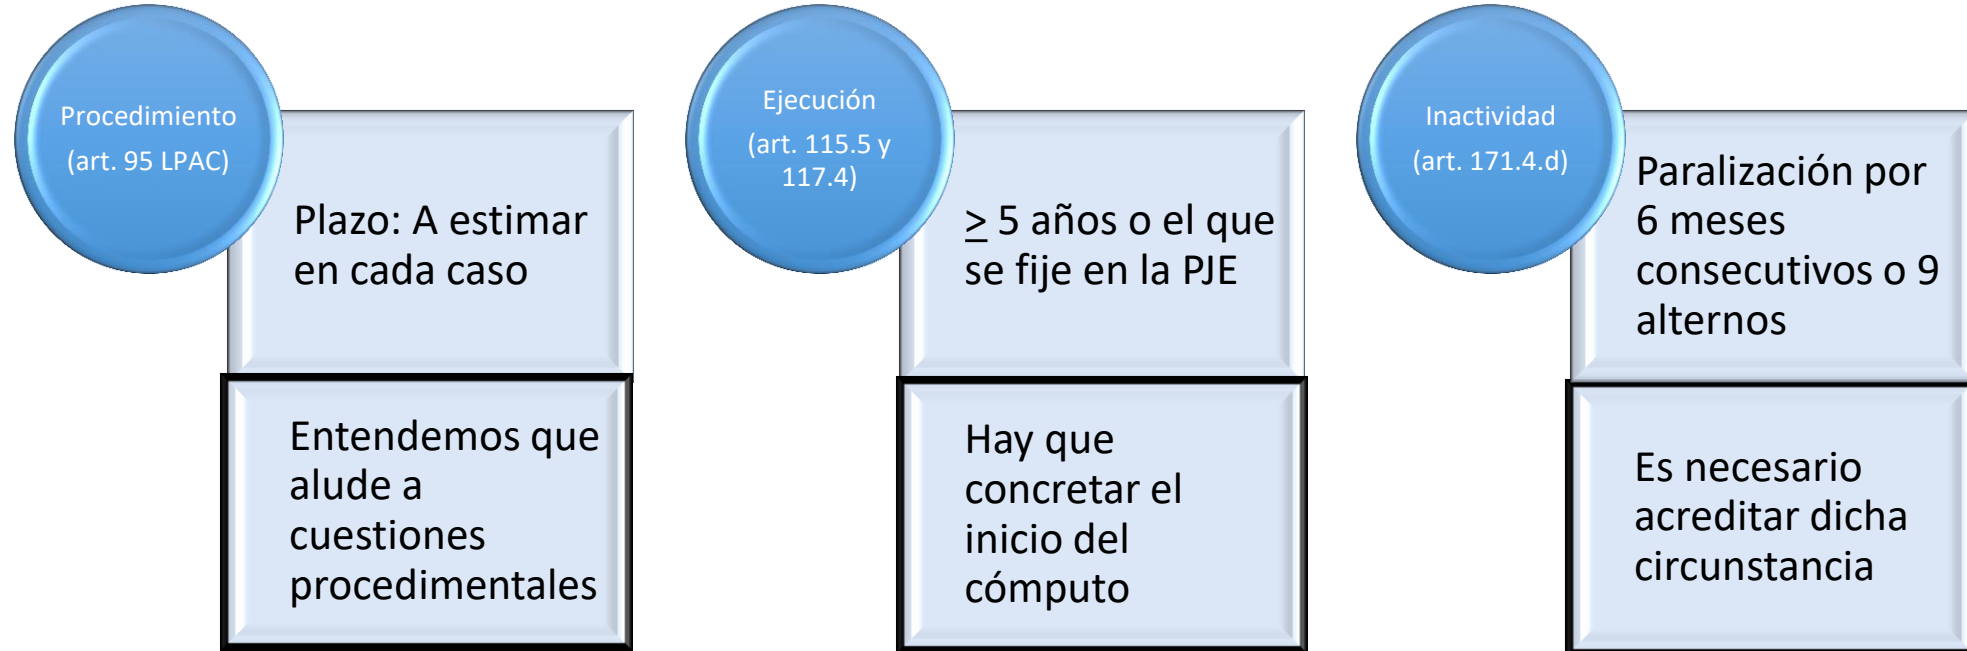 Procedimiento
(art. 95 LPAC)
Plazo: A estimar
en cada caso
Entendemos que
alude a
cuestiones
procedimentales
Ejecución
(art. 115.5 y
117.4)
≥ 5 años o el que
se fije en la PJE
Hay que
concretar el
inicio del
cómputo
Inactividad
(art. 171.4.d)
Paralización por
6 meses
consecutivos o 9
alternos
Es necesario
acreditar dicha
circunstancia